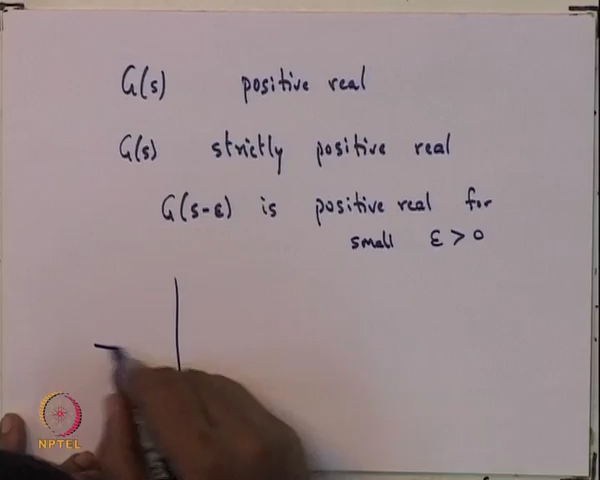 G(s) positive real
G(s) strictly positive real
G(s-ε) is positive real for
small ε > 0
NPTEL